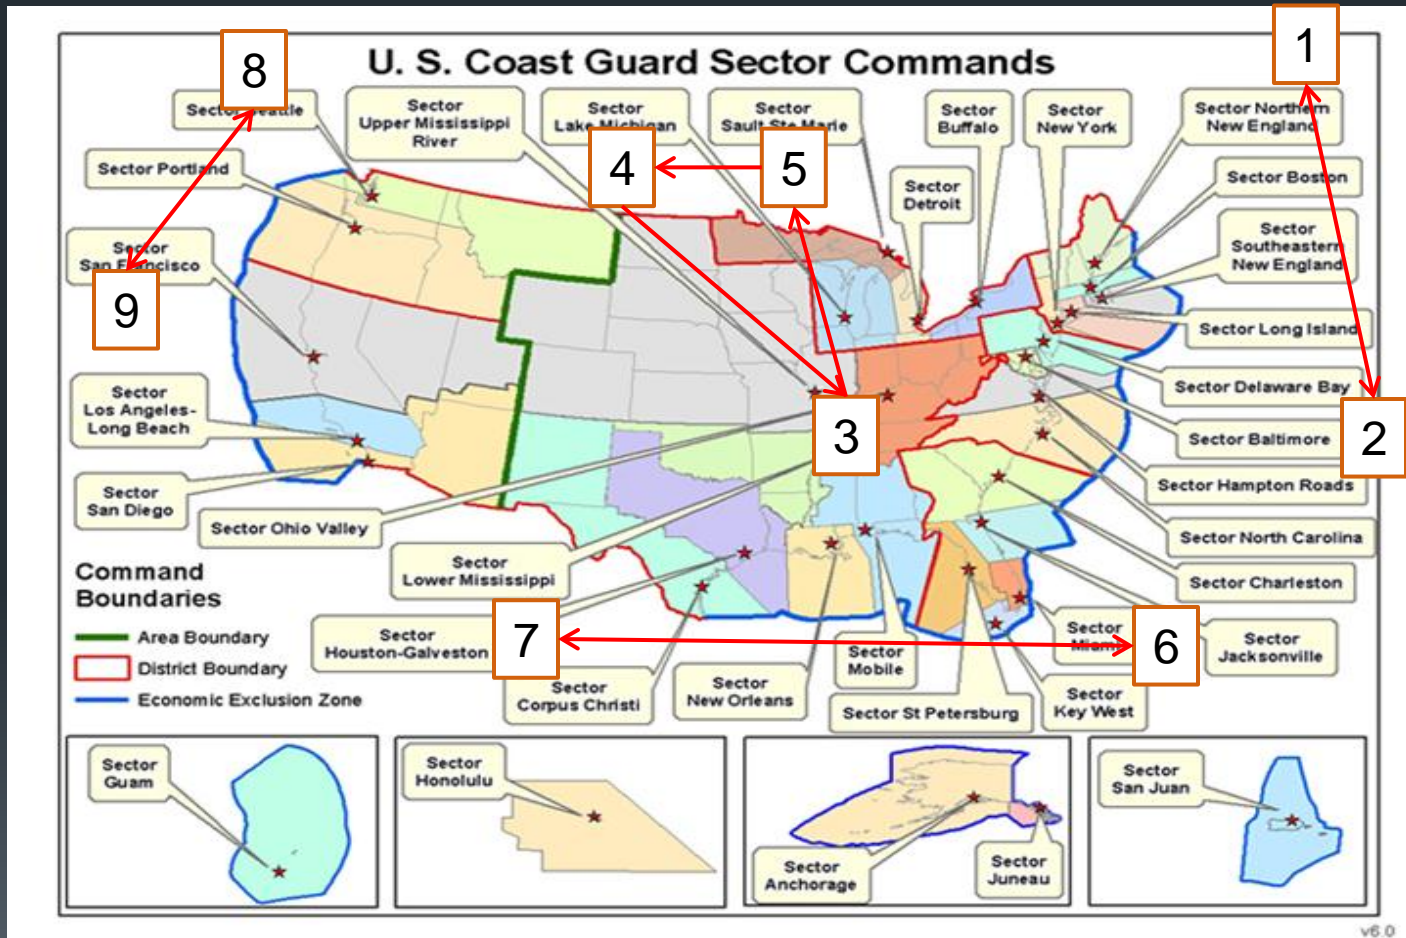 1
8
U. S. Coast Guard Sector Commands
Sector Seattle
Sector
Upper Mississippi
River
Sector
Lake Michigan
Sector
Sault Ste Marie
Sector
Buffalo
Sector
New York
Sector Northern
New England
4
5
Sector Portland
Sector
Detroit
Sector Boston
Sector
San Francisco
Sector
Southeastern
New England
9
Sector Long Island
Sector
Los Angeles-
Long Beach
Sector Delaware Bay
3
2
Sector Baltimore
Sector
San Diego
Sector Hampton Roads
Sector Ohio Valley
Sector North Carolina
Sector
Lower Mississippi
Sector Charleston
Command
Boundaries
Area Boundary
District Boundary
Economic Exclusion Zone
Sector
Houston-Galveston
7
Sector
Miami
6
Sector
Jacksonville
Sector
Mobile
Sector
Corpus Christi
Sector
New Orleans
Sector St Petersburg
Sector
Key West
Sector
Guam
Sector
Honolulu
Sector
Anchorage
Sector
Juneau
Sector
San Juan
v6.0